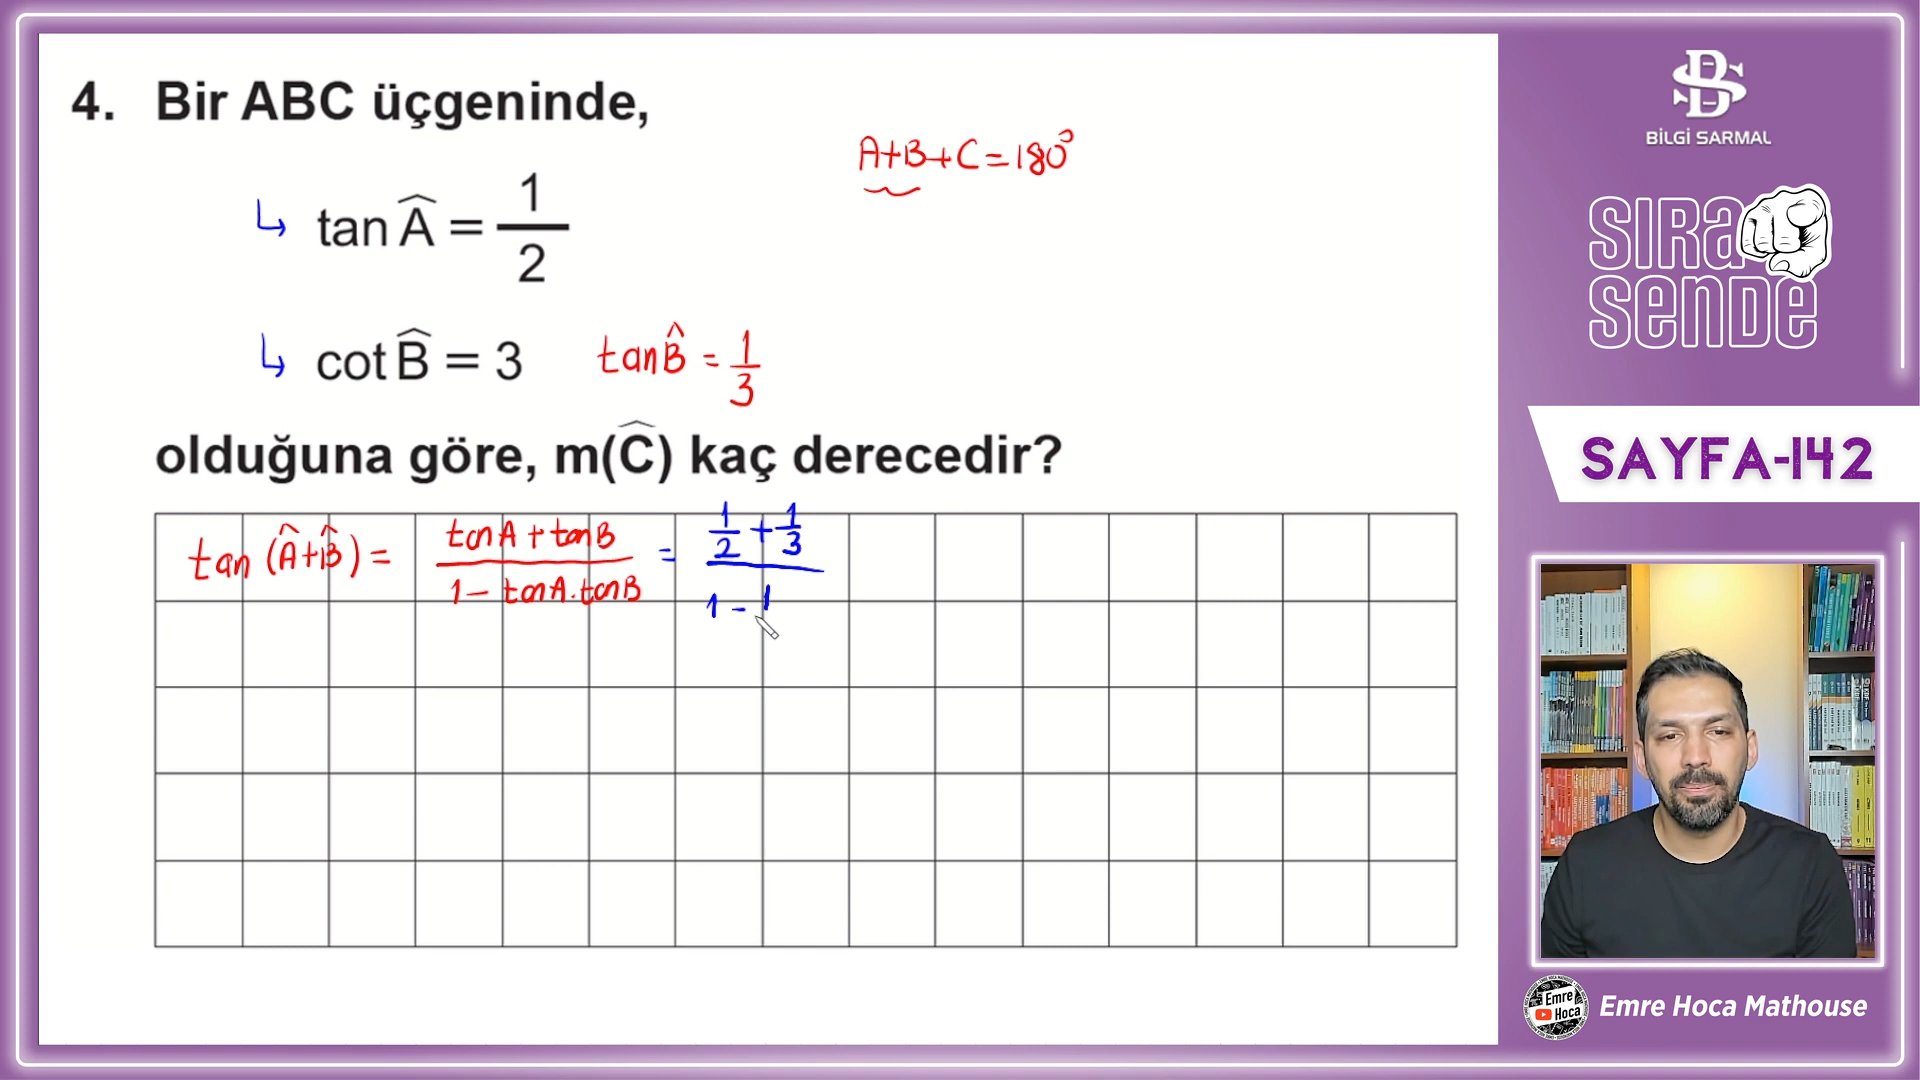 4. Bir ABC üçgeninde,
A+B+C=180°
↳ tan Â = 1/2
↳ cot B̂ = 3
tan B̂ = 1/3
olduğuna göre, m(Ĉ) kaç derecedir?
tan (Â+B̂) = (tanA + tanB)/(1 − tanA.tanB) = (1/2 + 1/3)/(1 − 1
BİLGİ SARMAL
SIRA
SENDE
SAYFA-142
Emre
Hoca
Emre Hoca Mathouse